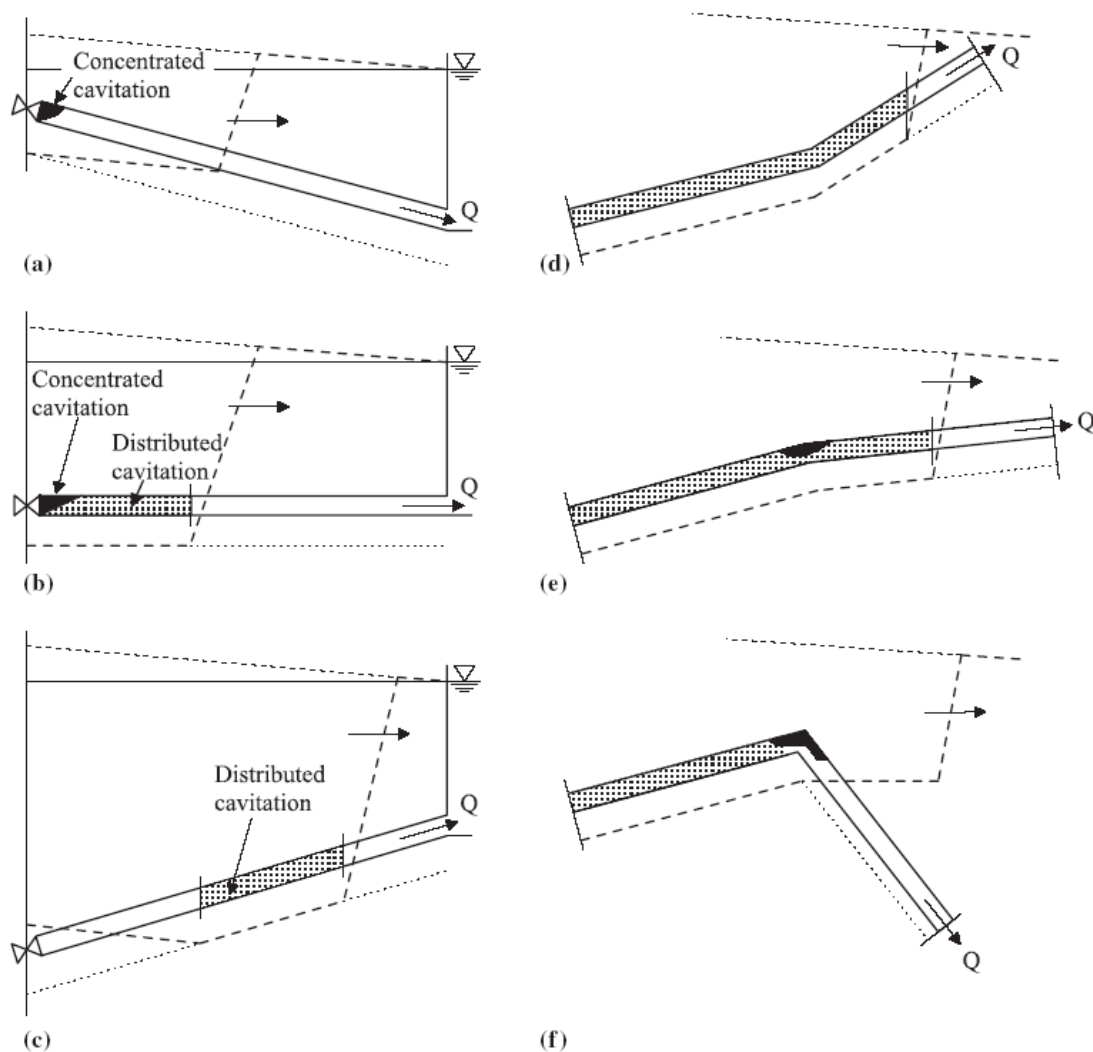 Concentrated
cavitation
Q
(a)
Concentrated
cavitation
Distributed
cavitation
Q
(b)
Distributed
cavitation
Q
(c)
Q
(d)
Q
(e)
Q
(f)